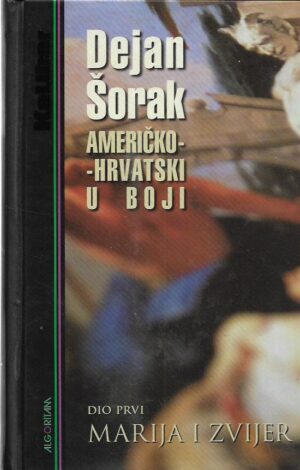 Dejan
Šorak
AMERIČKO-
-HRVATSKI
U BOJI
DIO PRVI
MARIJA I ZVIJER
ALGORITAM